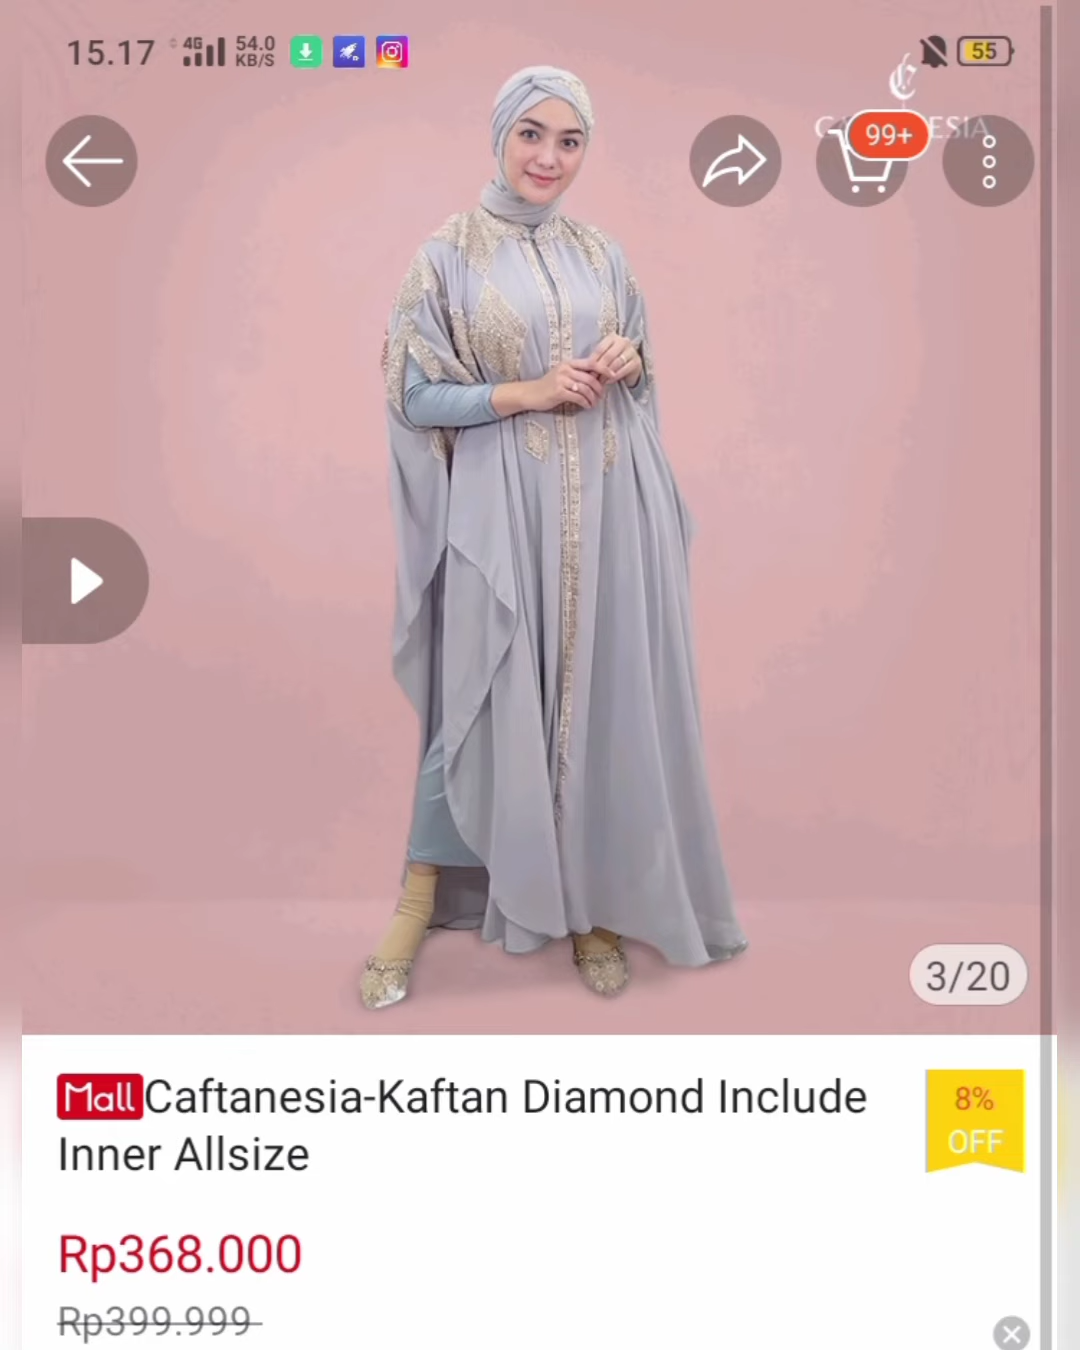 15.17 4G 54.0 KB/S 55
99+
3/20
Mall Caftanesia-Kaftan Diamond Include
Inner Allsize
8%
OFF
Rp368.000
Rp399.999